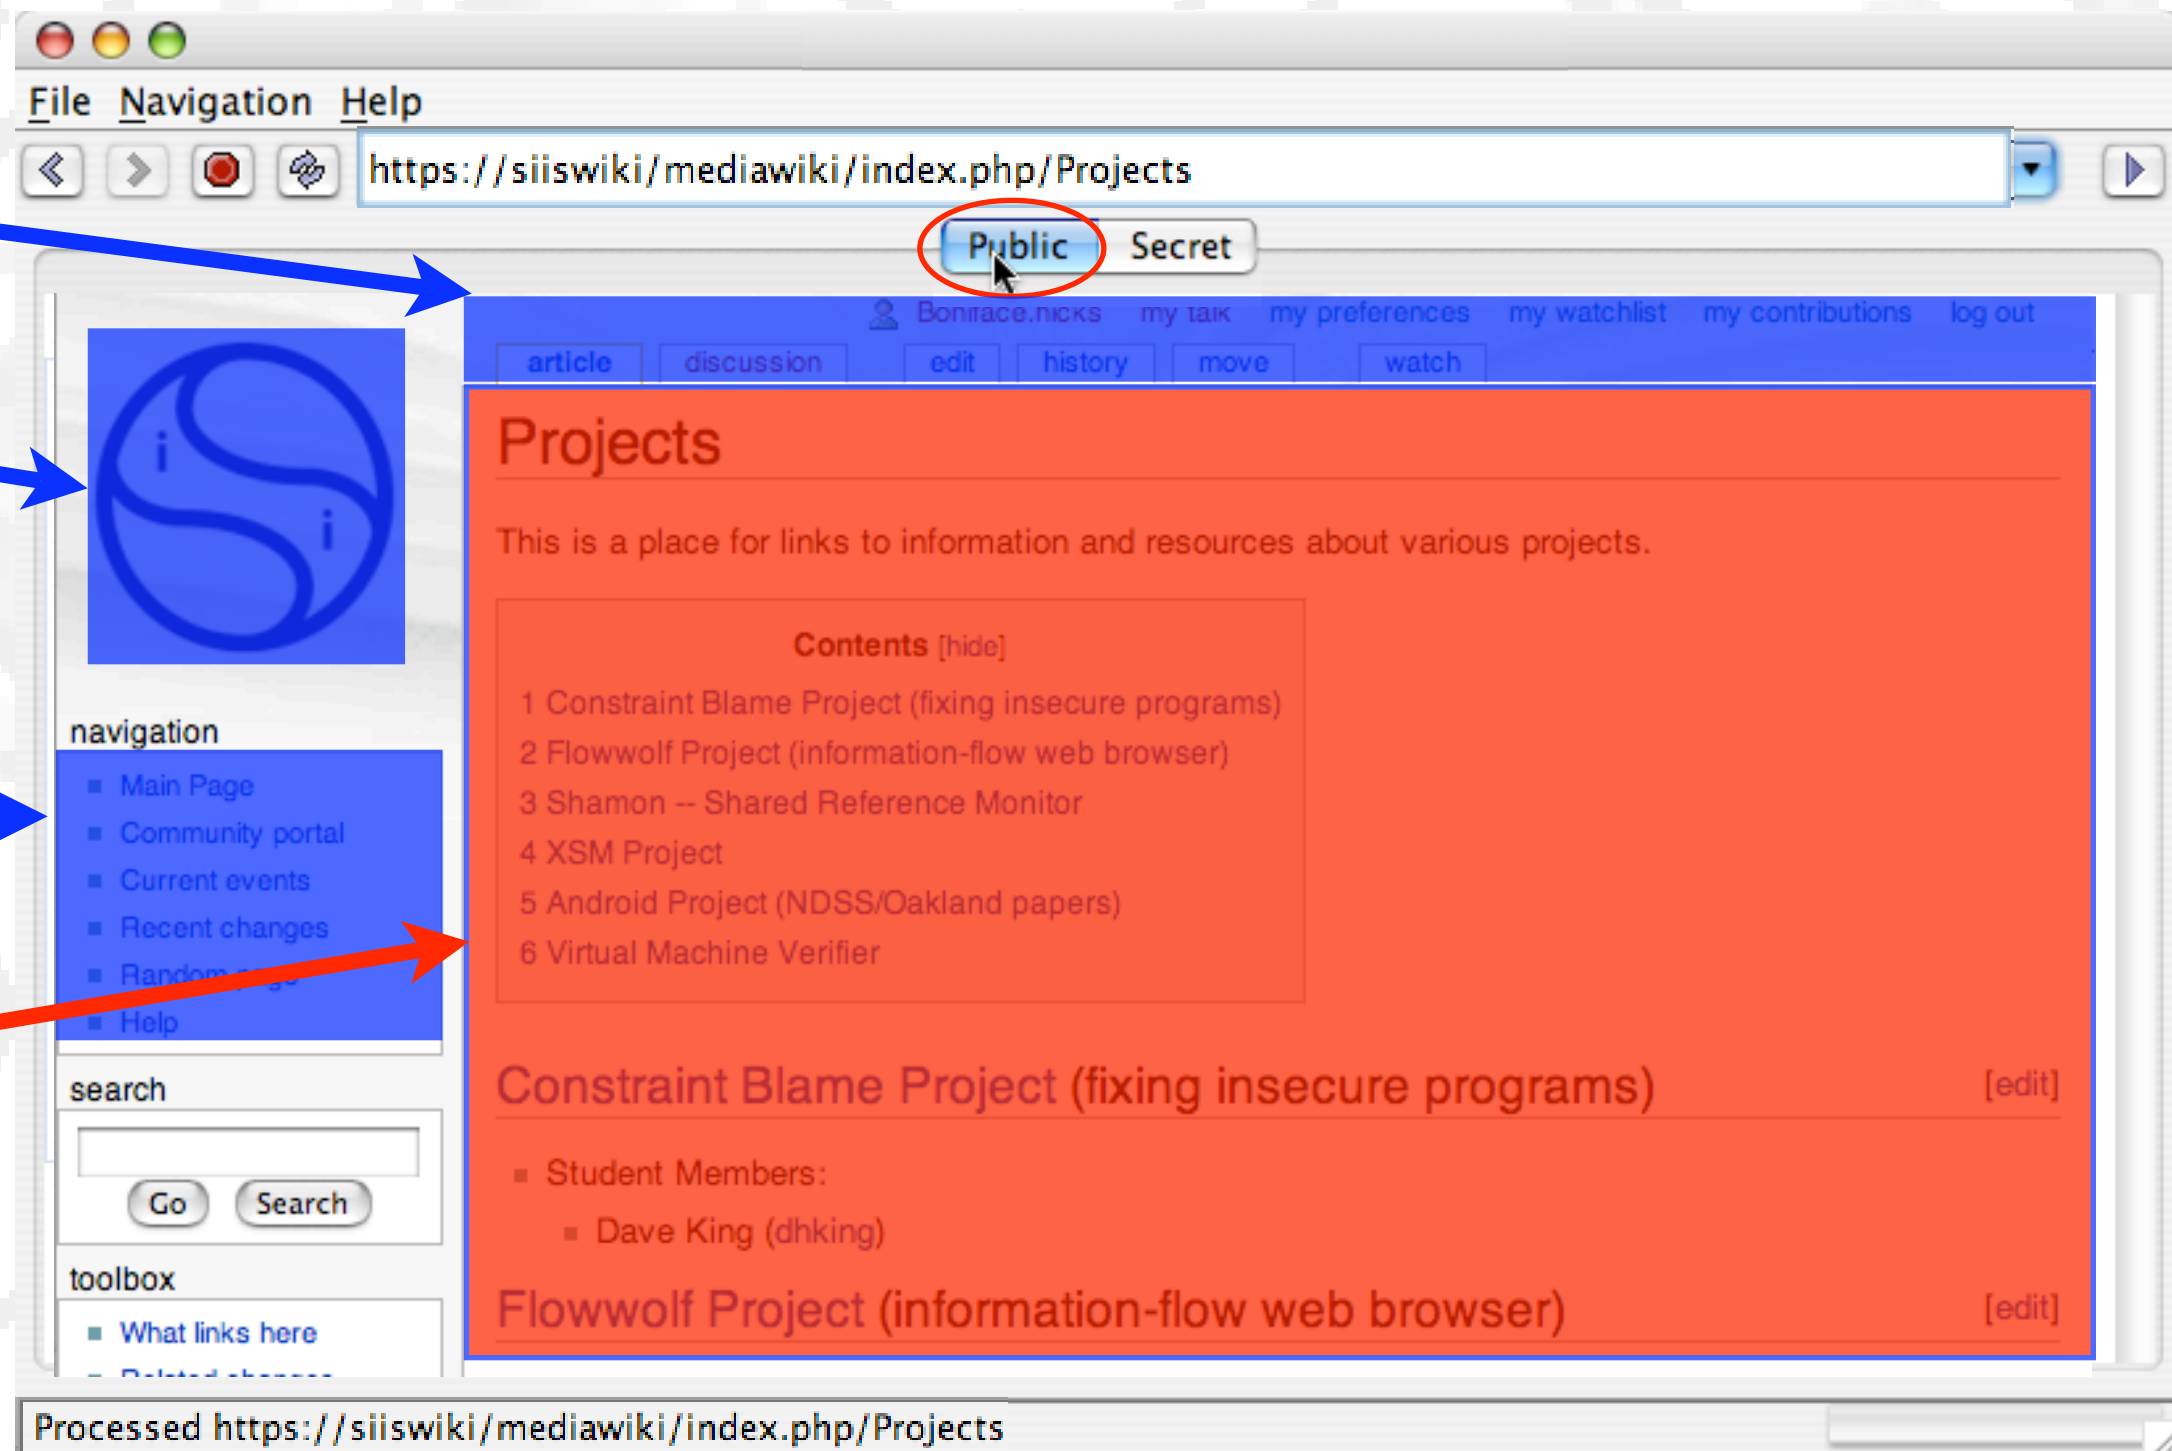 File Navigation Help
https://siiswiki/mediawiki/index.php/Projects
Public Secret
Boniface.hicks my talk my preferences my watchlist my contributions log out
article discussion edit history move watch
i
i
navigation
Main Page
Community portal
Current events
Recent changes
Random page
Help
search
Go Search
toolbox
What links here
Related changes
Projects
This is a place for links to information and resources about various projects.
Contents [hide]
1 Constraint Blame Project (fixing insecure programs)
2 Flowwolf Project (information-flow web browser)
3 Shamon -- Shared Reference Monitor
4 XSM Project
5 Android Project (NDSS/Oakland papers)
6 Virtual Machine Verifier
Constraint Blame Project (fixing insecure programs) [edit]
Student Members:
Dave King (dhking)
Flowwolf Project (information-flow web browser) [edit]
Processed https://siiswiki/mediawiki/index.php/Projects